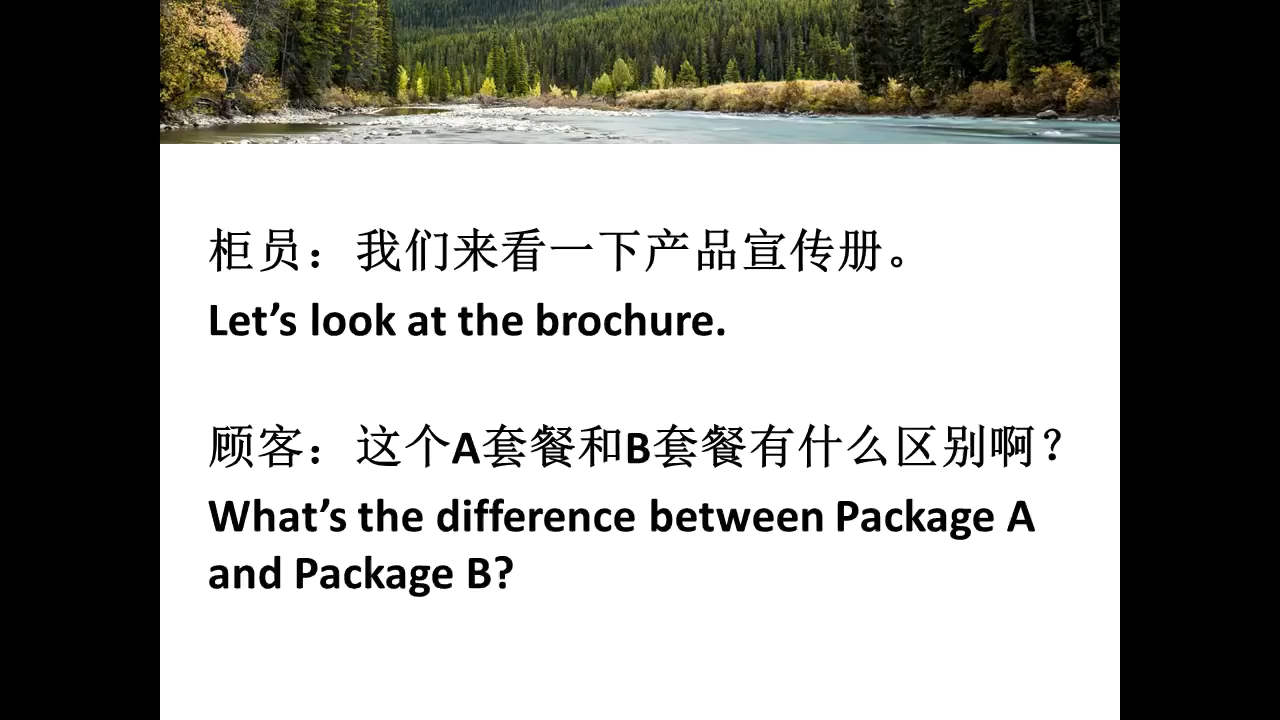 柜员：我们来看一下产品宣传册。
Let’s look at the brochure.
顾客：这个A套餐和B套餐有什么区别啊？
What’s the difference between Package A
and Package B?